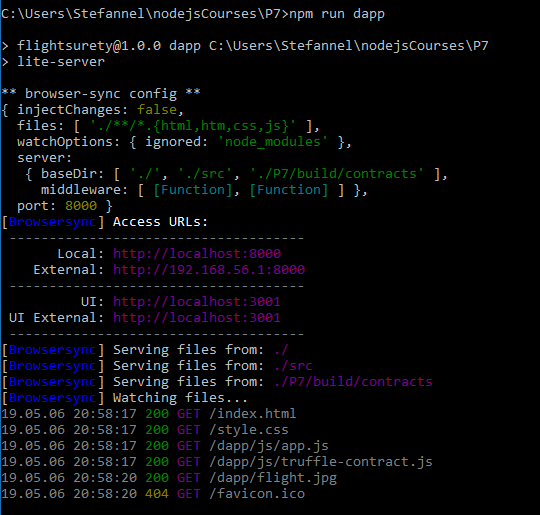 C:\Users\Stefannel\nodejsCourses\P7>npm run dapp
> flightsurety@1.0.0 dapp C:\Users\Stefannel\nodejsCourses\P7
> lite-server
** browser-sync config **
{ injectChanges: false,
files: [ './**/*.{html,htm,css,js}' ],
watchOptions: { ignored: 'node_modules' },
server:
{ baseDir: [ './', './src', './P7/build/contracts' ],
middleware: [ [Function], [Function] ] },
port: 8000 }
[Browsersync] Access URLs:
-------------------------------------
Local: http://localhost:8000
External: http://192.168.56.1:8000
-------------------------------------
UI: http://localhost:3001
UI External: http://localhost:3001
-------------------------------------
[Browsersync] Serving files from: ./
[Browsersync] Serving files from: ./src
[Browsersync] Serving files from: ./P7/build/contracts
[Browsersync] Watching files...
19.05.06 20:58:17 200 GET /index.html
19.05.06 20:58:17 200 GET /style.css
19.05.06 20:58:17 200 GET /dapp/js/app.js
19.05.06 20:58:17 200 GET /dapp/js/truffle-contract.js
19.05.06 20:58:20 200 GET /dapp/flight.jpg
19.05.06 20:58:20 404 GET /favicon.ico